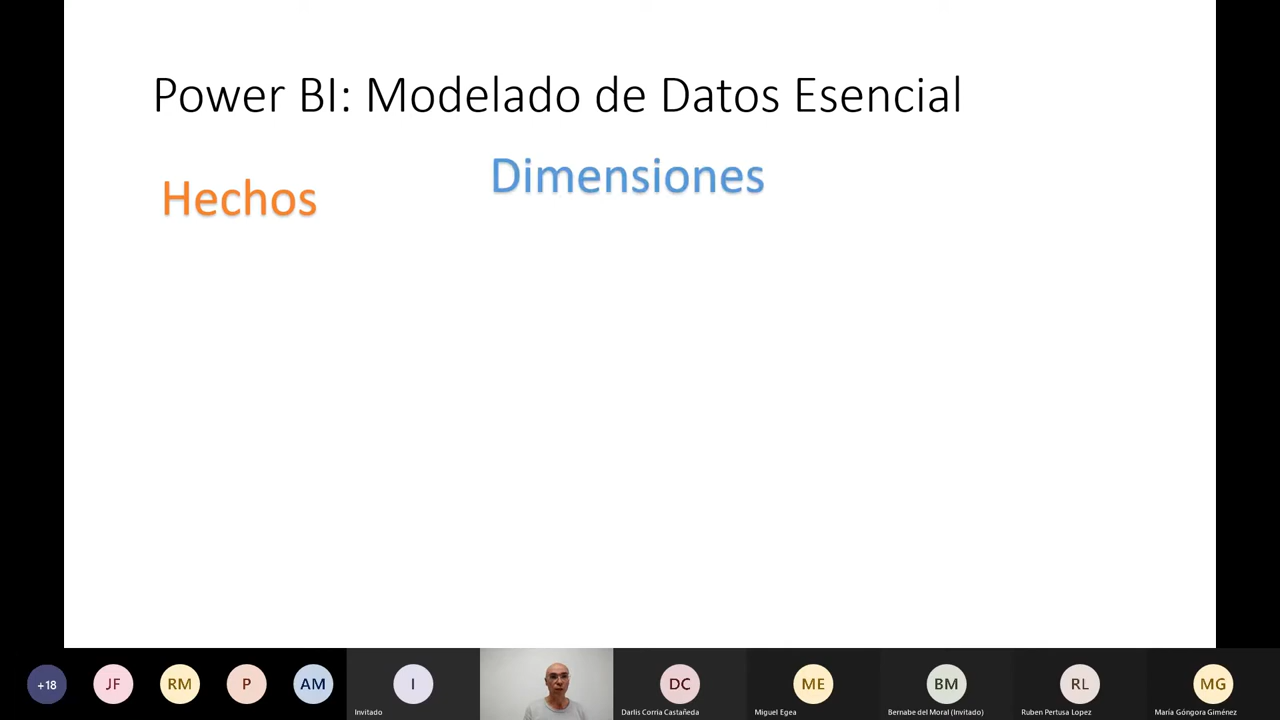 Power BI: Modelado de Datos Esencial
Dimensiones
Hechos
+18
JF
RM
P
AM
I
DC
ME
BM
RL
MG
Invitado
Darlis Corria Castañeda
Miguel Egea
Bernabe del Moral (Invitado)
Ruben Pertusa Lopez
María Góngora Giménez